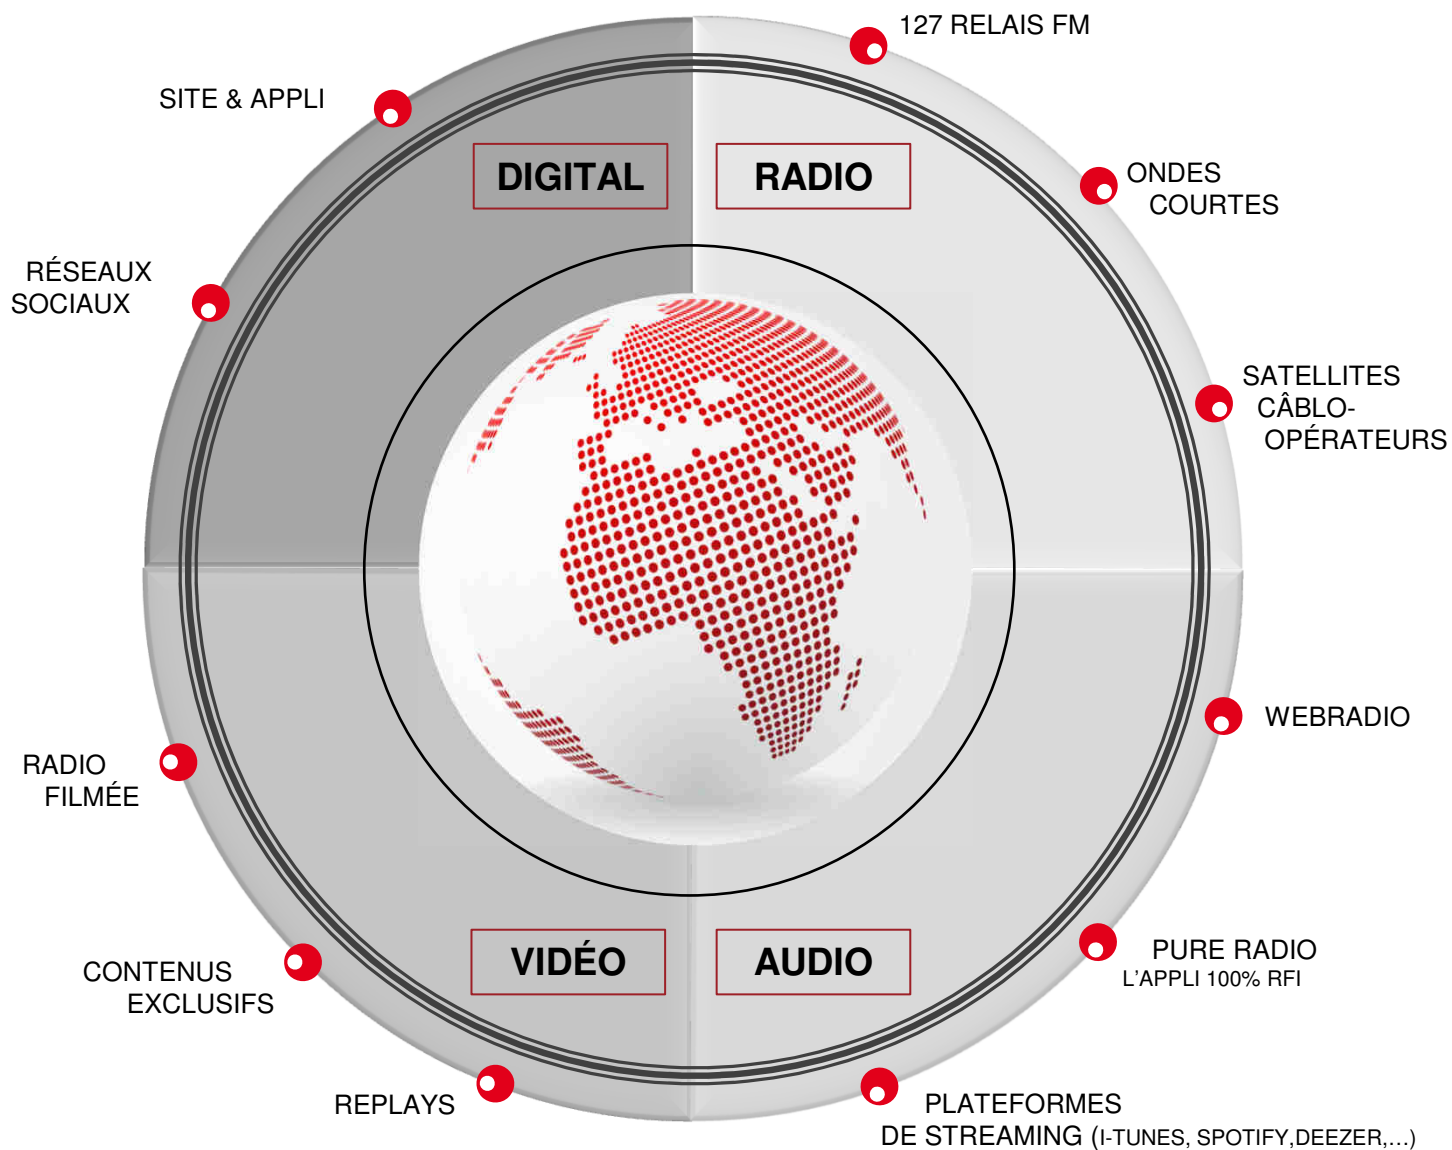 127 RELAIS FM
SITE & APPLI
DIGITAL
RADIO
ONDES
COURTES
RÉSEAUX
SOCIAUX
SATELLITES
CÂBLO-
OPÉRATEURS
WEBRADIO
RADIO
FILMÉE
VIDÉO
AUDIO
PURE RADIO
L'APPLI 100% RFI
CONTENUS
EXCLUSIFS
REPLAYS
PLATEFORMES
DE STREAMING (I-TUNES, SPOTIFY,DEEZER,...)